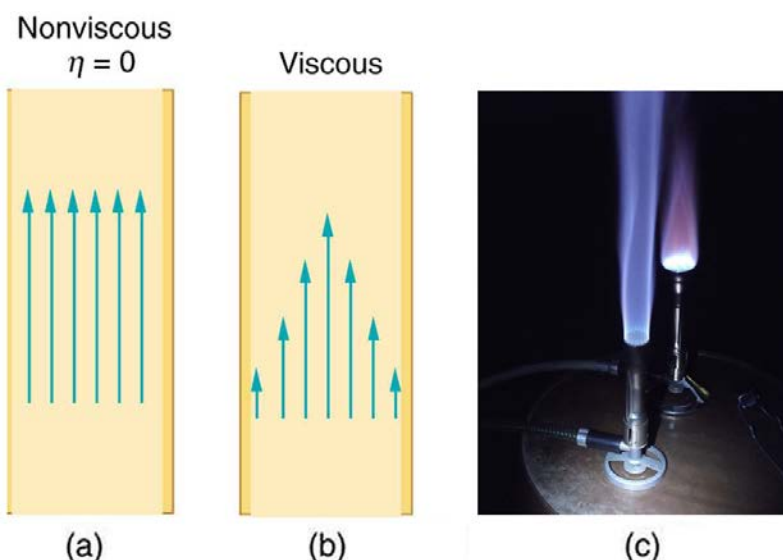 Nonviscous
η = 0
Viscous
(a)
(b)
(c)